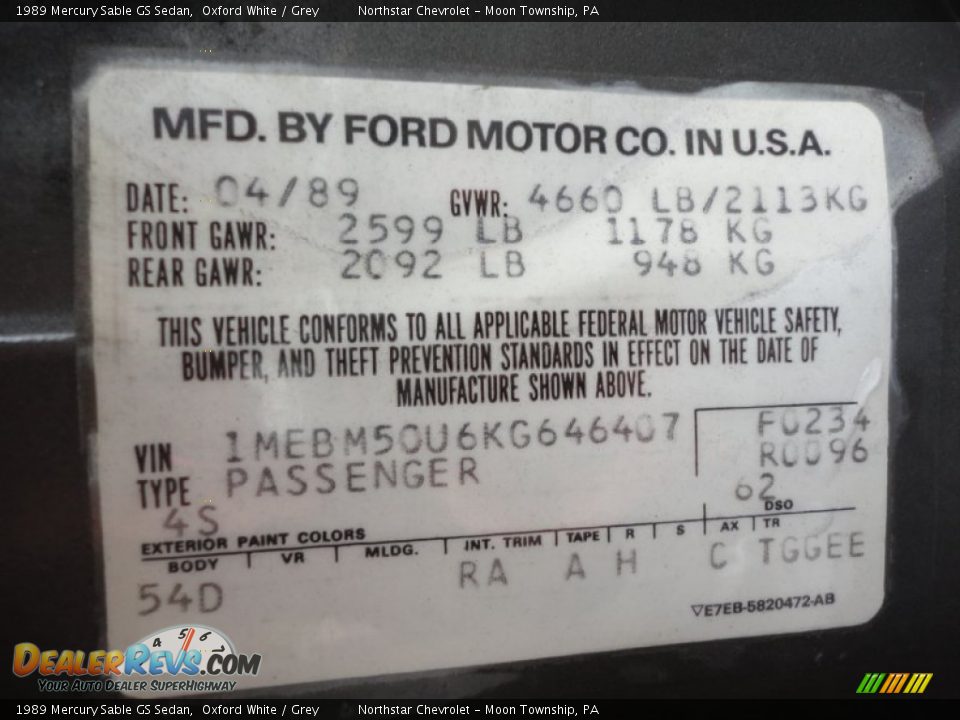 1989 Mercury Sable GS Sedan, Oxford White / Grey Northstar Chevrolet - Moon Township, PA
MFD. BY FORD MOTOR CO. IN U.S.A.
DATE: 04/89 GVWR: 4660 LB/2113KG
FRONT GAWR: 2599 LB 1178 KG
REAR GAWR: 2092 LB 948 KG
THIS VEHICLE CONFORMS TO ALL APPLICABLE FEDERAL MOTOR VEHICLE SAFETY,
BUMPER, AND THEFT PREVENTION STANDARDS IN EFFECT ON THE DATE OF
MANUFACTURE SHOWN ABOVE.
VIN 1MEBM50U6KG646407 F0234
TYPE PASSENGER R0096
4S 62
EXTERIOR PAINT COLORS DSO
BODY VR MLDG. INT. TRIM TAPE R S AX TR
54D RA A H C TGGEE
▽E7EB-5820472-AB
4 5 6
DEALERREVS.COM
YOUR AUTO DEALER SUPERHIGHWAY
1989 Mercury Sable GS Sedan, Oxford White / Grey Northstar Chevrolet - Moon Township, PA